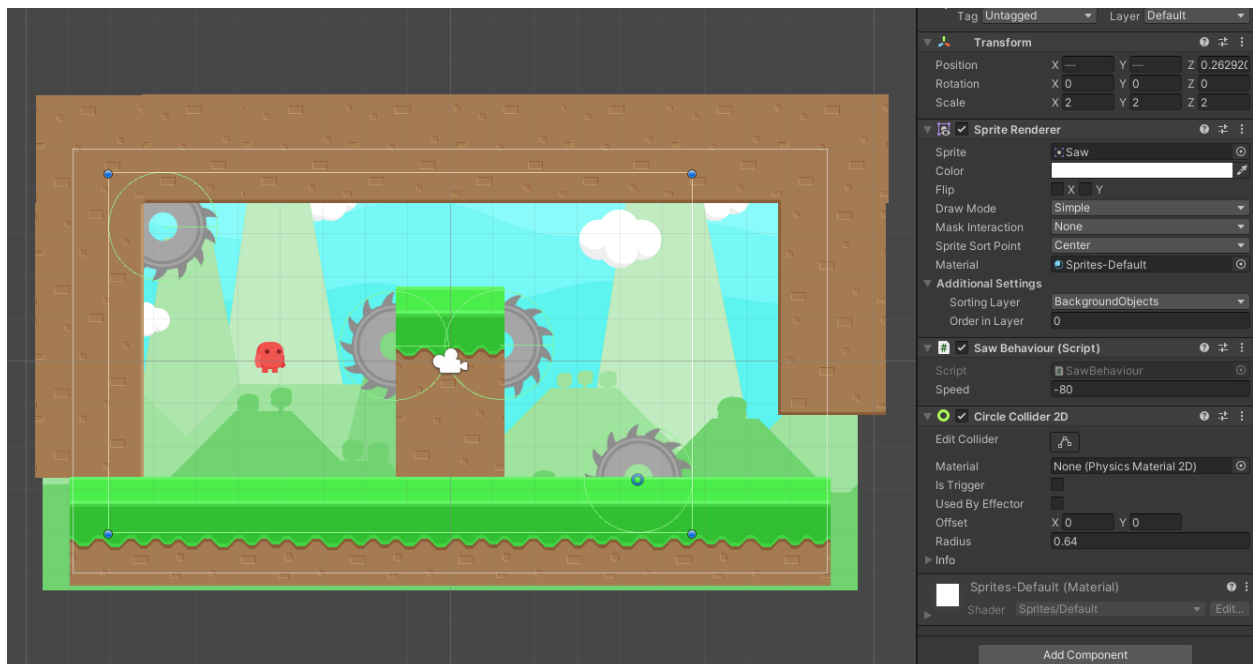 Tag Untagged Layer Default
Transform
Position X — Y — Z 0.262920
Rotation X 0 Y 0 Z 0
Scale X 2 Y 2 Z 2
Sprite Renderer
Sprite Saw
Color
Flip X Y
Draw Mode Simple
Mask Interaction None
Sprite Sort Point Center
Material Sprites-Default
Additional Settings
Sorting Layer BackgroundObjects
Order in Layer 0
# Saw Behaviour (Script)
Script SawBehaviour
Speed -80
Circle Collider 2D
Edit Collider
Material None (Physics Material 2D)
Is Trigger
Used By Effector
Offset X 0 Y 0
Radius 0.64
Info
Sprites-Default (Material)
Shader Sprites/Default Edit...
Add Component